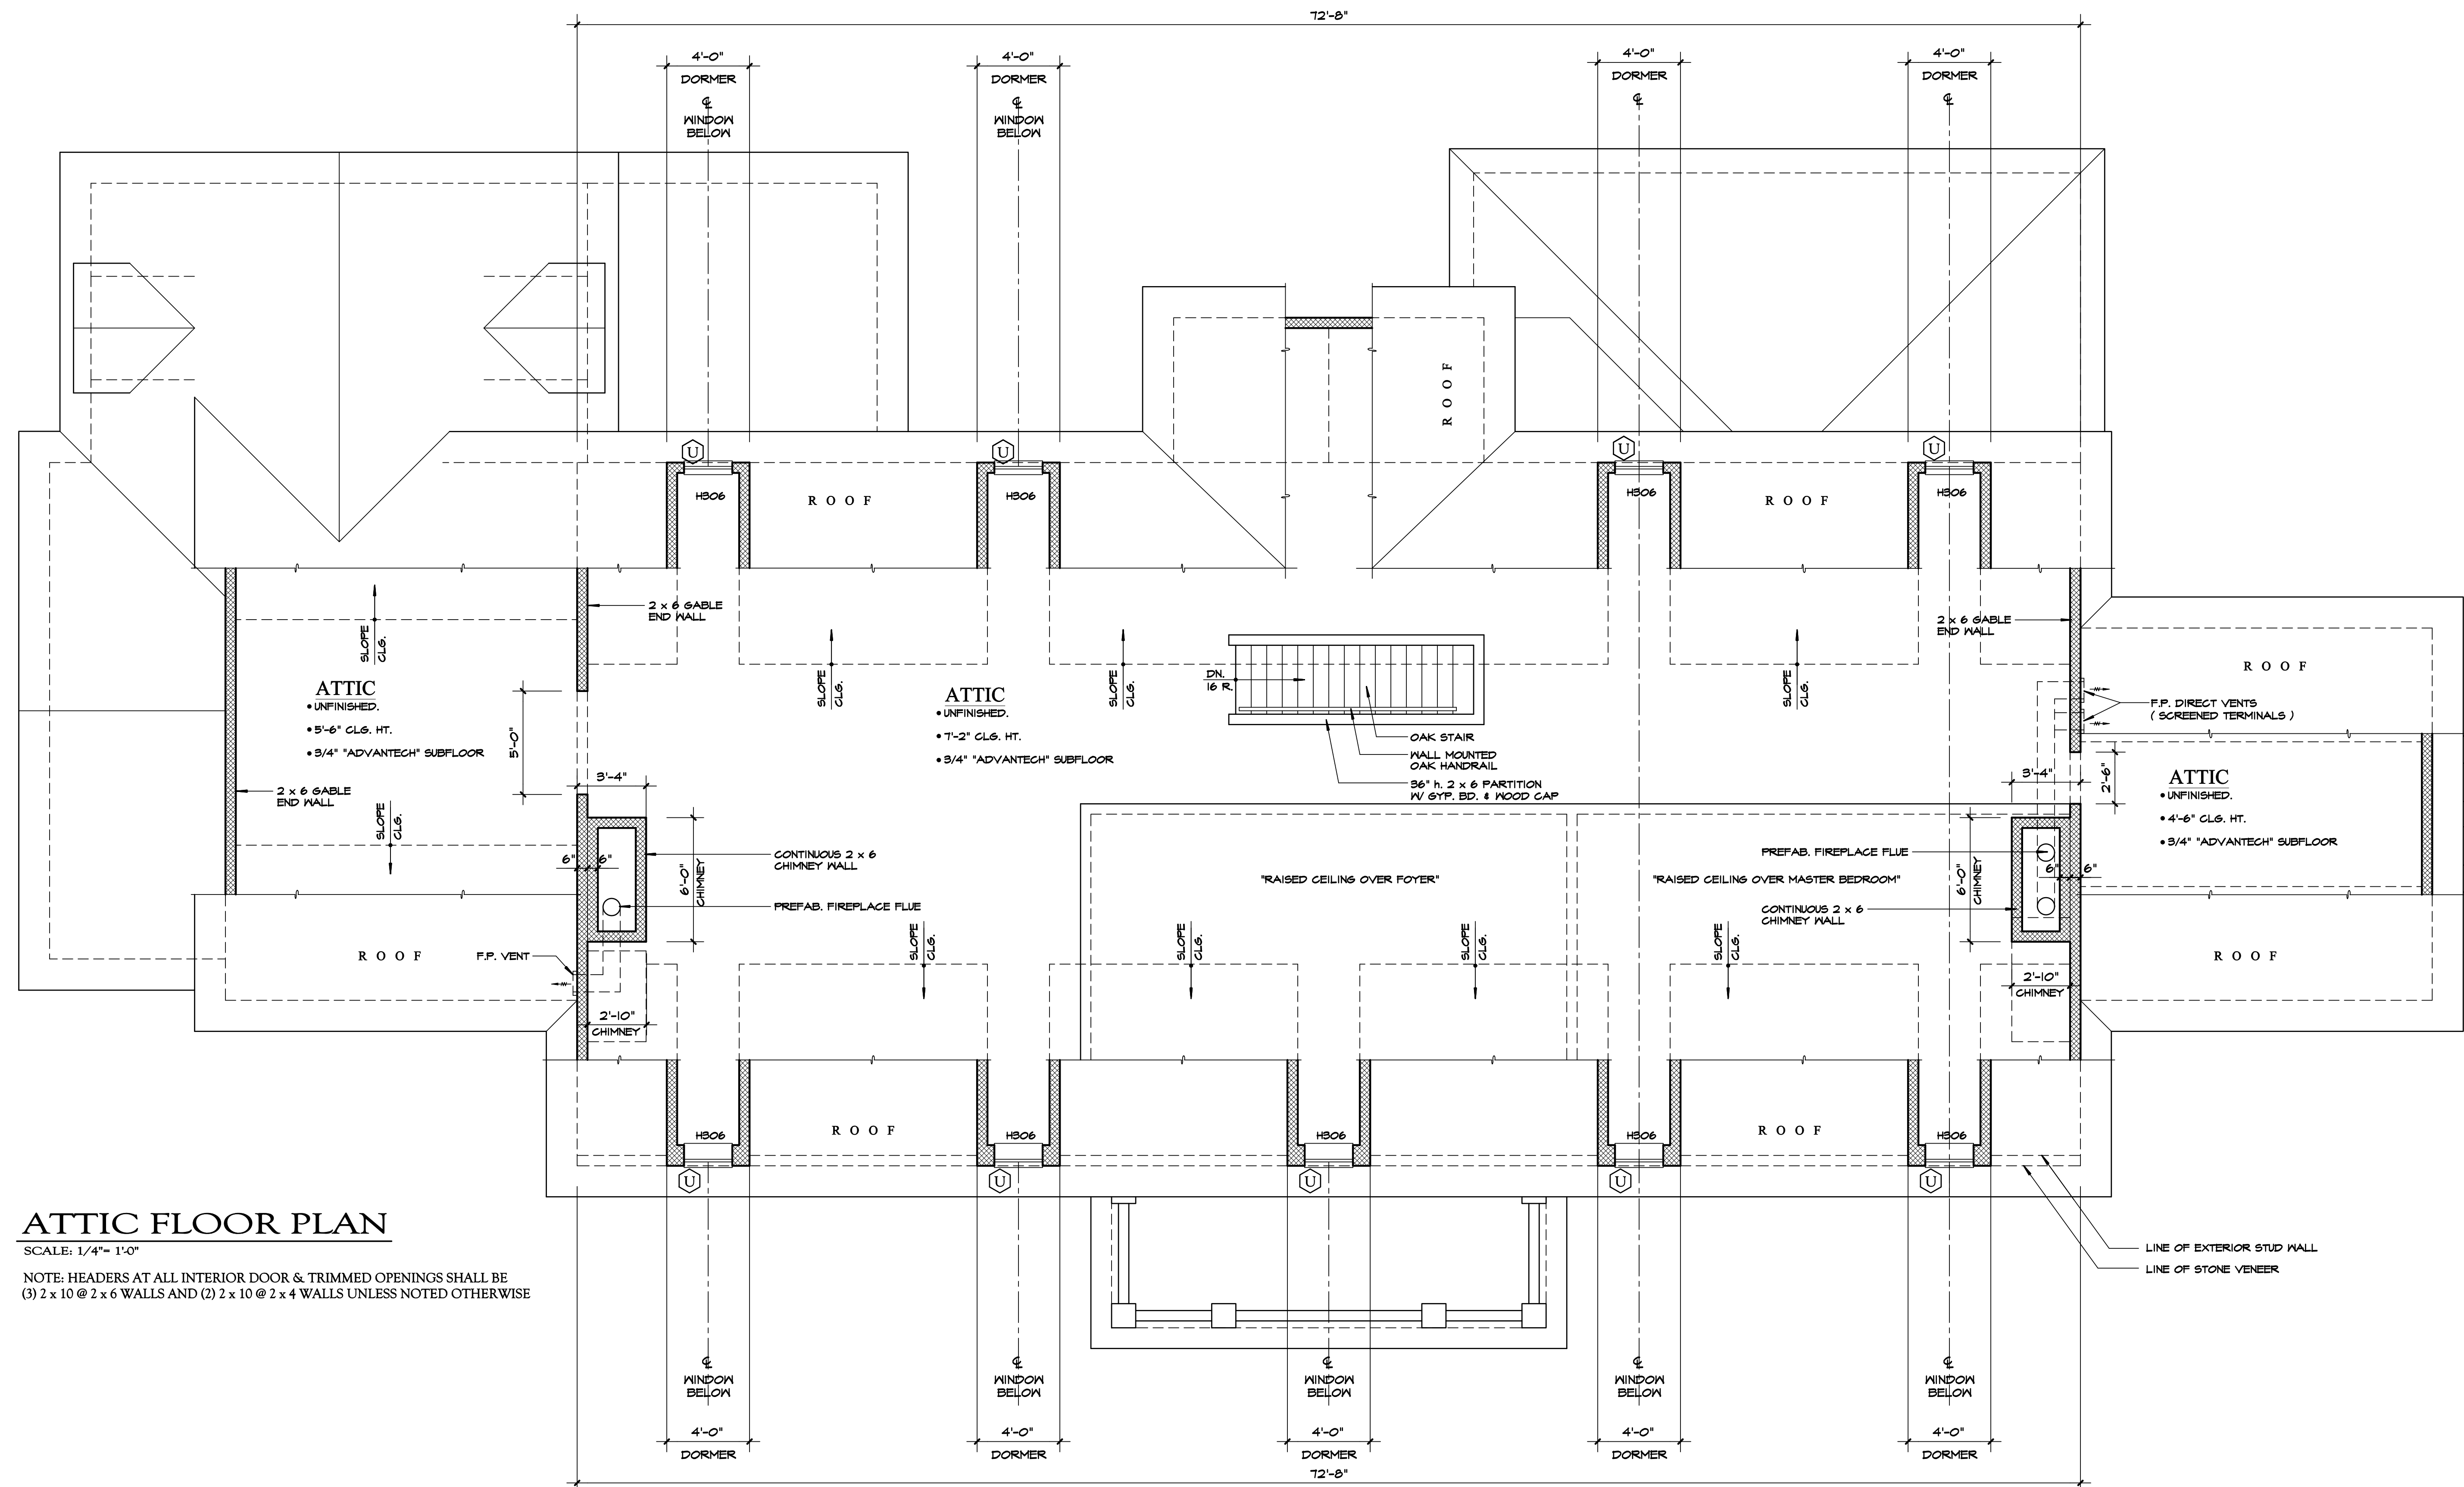 72'-8"
4'-0"
DORMER
℄
WINDOW
BELOW
4'-0"
DORMER
℄
WINDOW
BELOW
4'-0"
DORMER
℄
4'-0"
DORMER
℄
ROOF
U
H306
ROOF
U
H306
U
H306
ROOF
U
H306
2 x 6 GABLE
END WALL
2 x 6 GABLE
END WALL
SLOPE
CLG.
SLOPE
CLG.
SLOPE
CLG.
SLOPE
CLG.
ATTIC
• UNFINISHED.
• 5'-6" CLG. HT.
• 3/4" "ADVANTECH" SUBFLOOR
5'-0"
ATTIC
• UNFINISHED.
• 7'-2" CLG. HT.
• 3/4" "ADVANTECH" SUBFLOOR
DN.
16 R.
OAK STAIR
WALL MOUNTED
OAK HANDRAIL
36" h. 2 x 6 PARTITION
W/ GYP. BD. & WOOD CAP
ROOF
F.P. DIRECT VENTS
( SCREENED TERMINALS )
3'-4"
2'-6"
ATTIC
• UNFINISHED.
• 4'-6" CLG. HT.
• 3/4" "ADVANTECH" SUBFLOOR
2 x 6 GABLE
END WALL
SLOPE
CLG.
3'-4"
6"
6"
6'-0"
CHIMNEY
CONTINUOUS 2 x 6
CHIMNEY WALL
PREFAB. FIREPLACE FLUE
"RAISED CEILING OVER FOYER"
"RAISED CEILING OVER MASTER BEDROOM"
PREFAB. FIREPLACE FLUE
CONTINUOUS 2 x 6
CHIMNEY WALL
6'-0"
CHIMNEY
6"
6"
ROOF
F.P. VENT
SLOPE
CLG.
SLOPE
CLG.
SLOPE
CLG.
SLOPE
CLG.
ROOF
2'-10"
CHIMNEY
2'-10"
CHIMNEY
ROOF
ROOF
H306
U
H306
U
H306
U
H306
U
H306
U
ATTIC FLOOR PLAN
SCALE: 1/4"= 1'-0"
NOTE: HEADERS AT ALL INTERIOR DOOR & TRIMMED OPENINGS SHALL BE
(3) 2 x 10 @ 2 x 6 WALLS AND (2) 2 x 10 @ 2 x 4 WALLS UNLESS NOTED OTHERWISE
LINE OF EXTERIOR STUD WALL
LINE OF STONE VENEER
℄
WINDOW
BELOW
4'-0"
DORMER
℄
WINDOW
BELOW
4'-0"
DORMER
℄
WINDOW
BELOW
4'-0"
DORMER
℄
WINDOW
BELOW
4'-0"
DORMER
℄
WINDOW
BELOW
4'-0"
DORMER
72'-8"